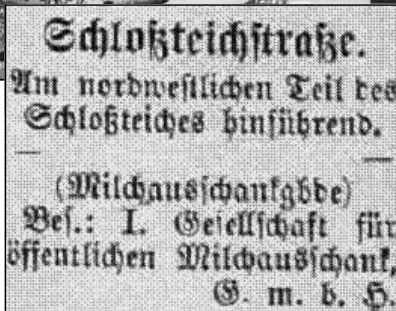 Schloßteichstraße.
Am nordwestlichen Teil des
Schloßteiches hinführend.
— —
(Milchausschankgbde)
Bes.: I. Gesellschaft für
öffentlichen Milchausschank,
G. m. b. H.